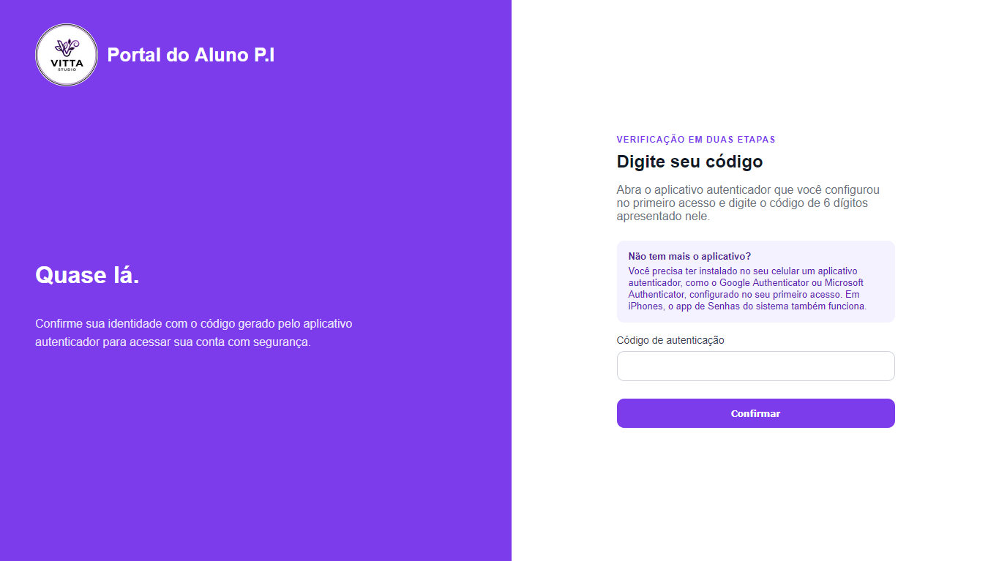 VITTA
STUDIO
Portal do Aluno P.I
Quase lá.
Confirme sua identidade com o código gerado pelo aplicativo
autenticador para acessar sua conta com segurança.
VERIFICAÇÃO EM DUAS ETAPAS
Digite seu código
Abra o aplicativo autenticador que você configurou
no primeiro acesso e digite o código de 6 dígitos
apresentado nele.
Não tem mais o aplicativo?
Você precisa ter instalado no seu celular um aplicativo
autenticador, como o Google Authenticator ou Microsoft
Authenticator, configurado no seu primeiro acesso. Em
iPhones, o app de Senhas do sistema também funciona.
Código de autenticação
Confirmar